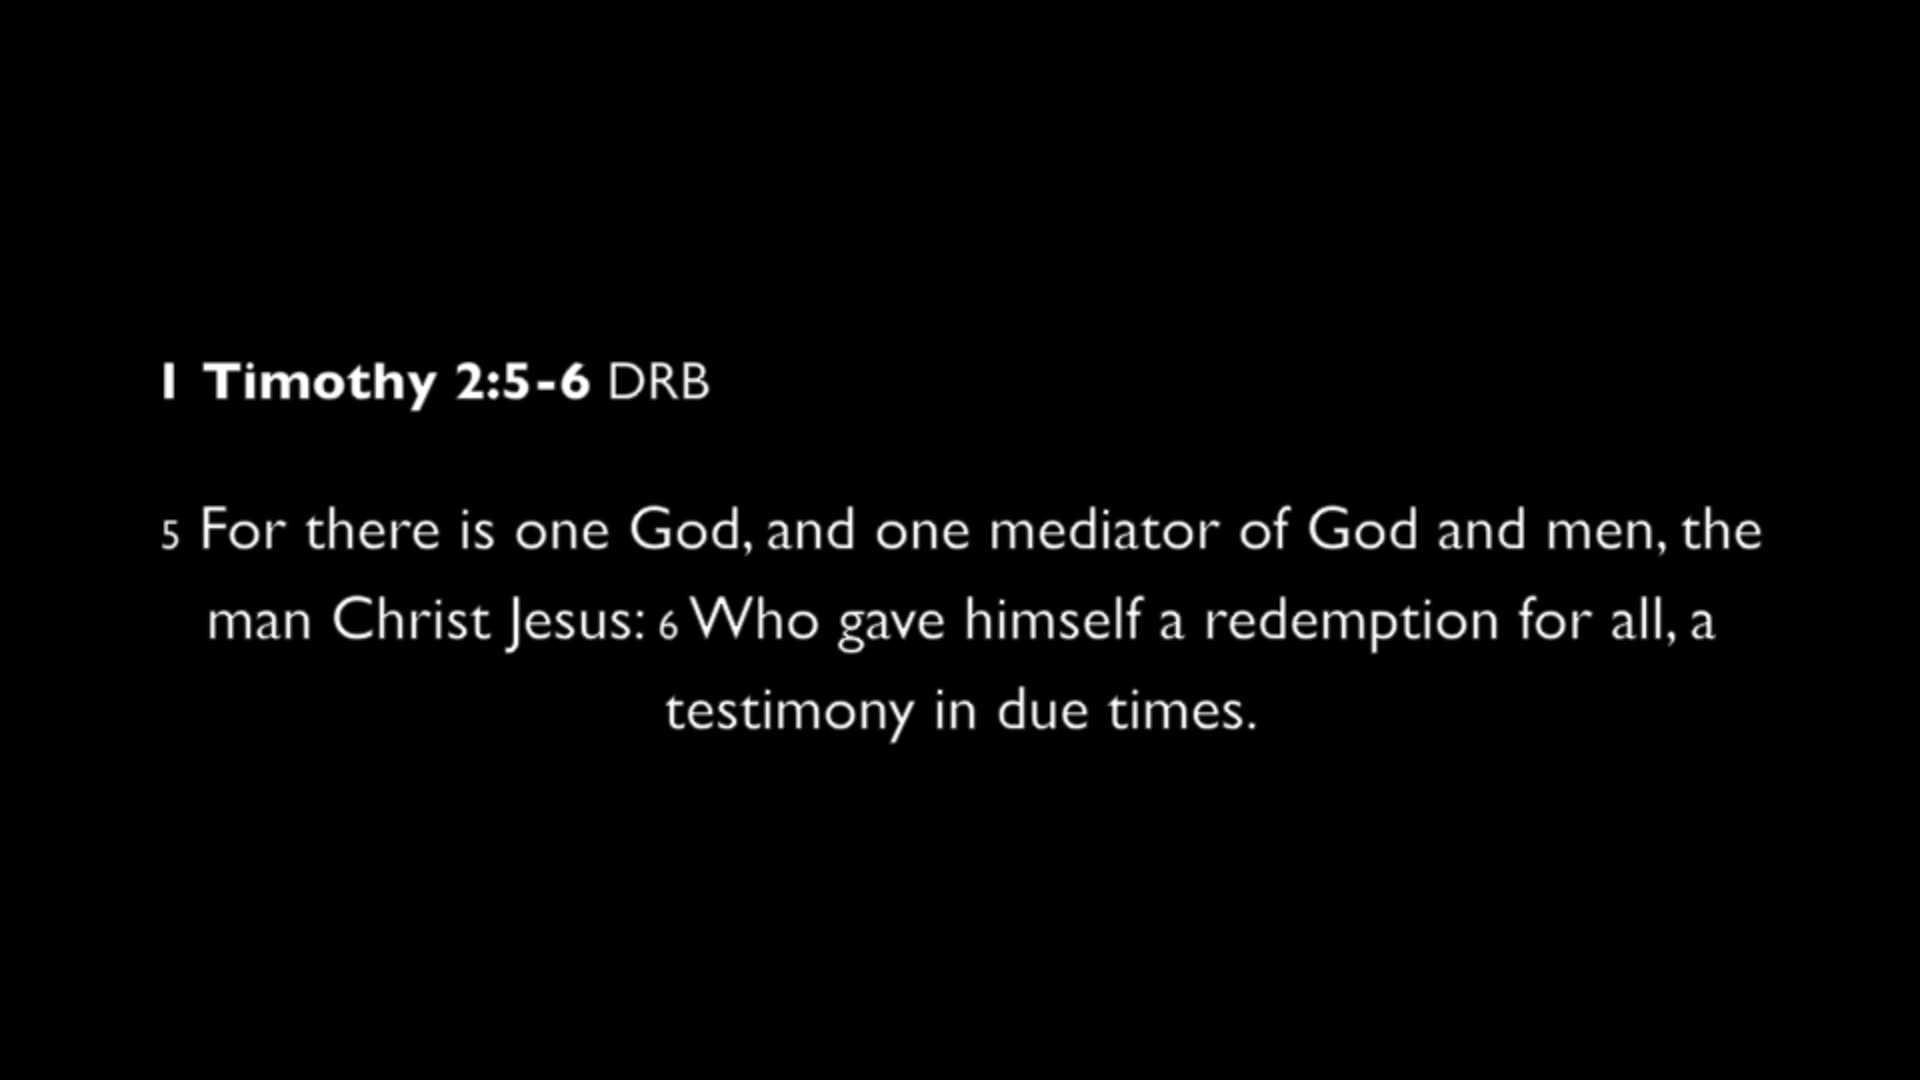 1 Timothy 2:5-6 DRB
5 For there is one God, and one mediator of God and men, the
man Christ Jesus: 6 Who gave himself a redemption for all, a
testimony in due times.